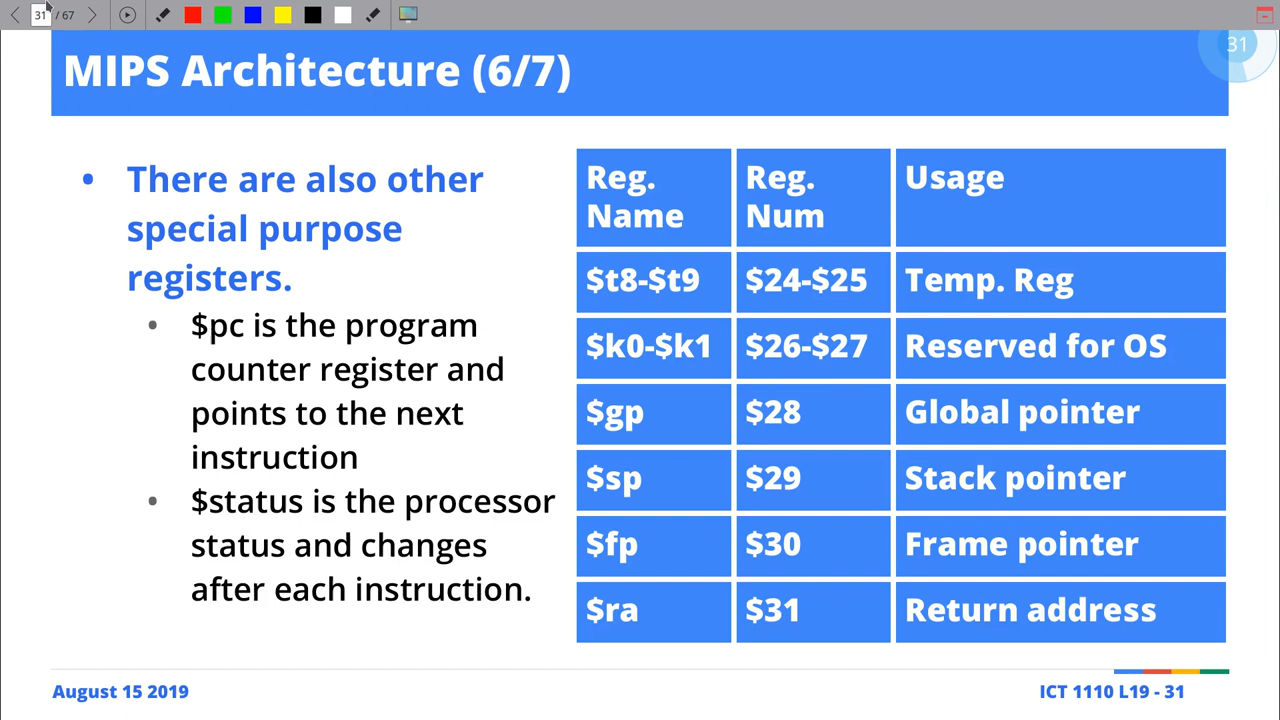 31 / 67
31
MIPS Architecture (6/7)
• There are also other
special purpose
registers.
• $pc is the program
counter register and
points to the next
instruction
• $status is the processor
status and changes
after each instruction.
Reg. Name Reg. Num Usage
$t8-$t9 $24-$25 Temp. Reg
$k0-$k1 $26-$27 Reserved for OS
$gp $28 Global pointer
$sp $29 Stack pointer
$fp $30 Frame pointer
$ra $31 Return address
August 15 2019
ICT 1110 L19 - 31